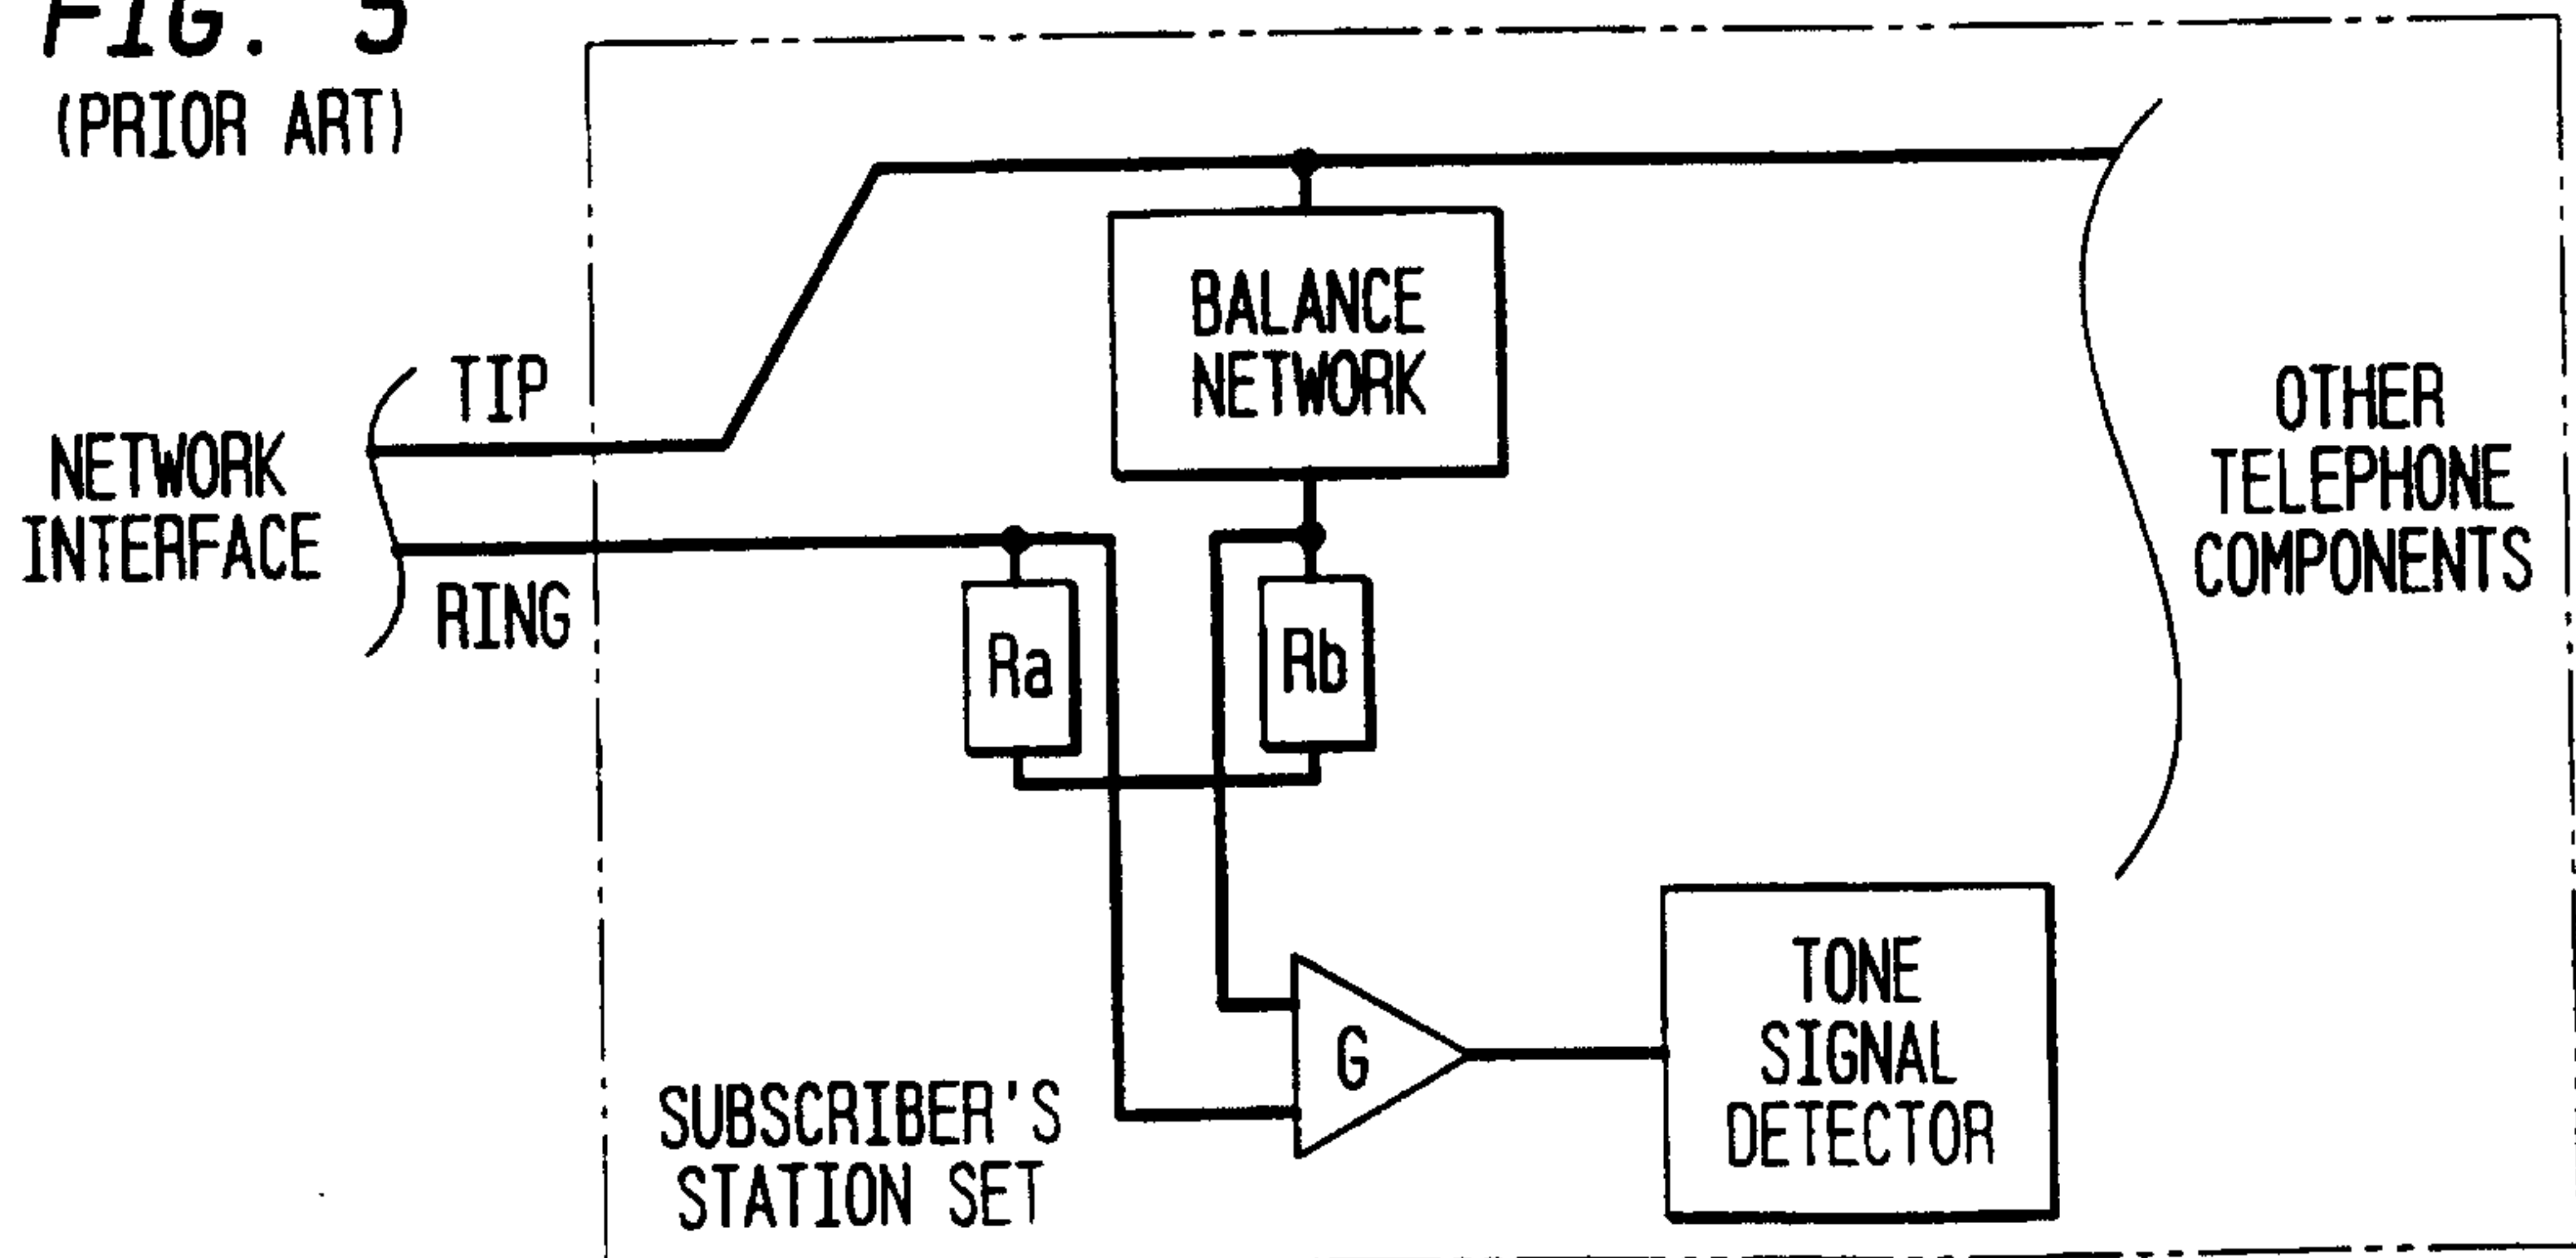 FIG. 5
(PRIOR ART)
BALANCE
NETWORK
TIP
NETWORK
INTERFACE
RING
Ra
Rb
OTHER
TELEPHONE
COMPONENTS
G
TONE
SIGNAL
DETECTOR
SUBSCRIBER'S
STATION SET